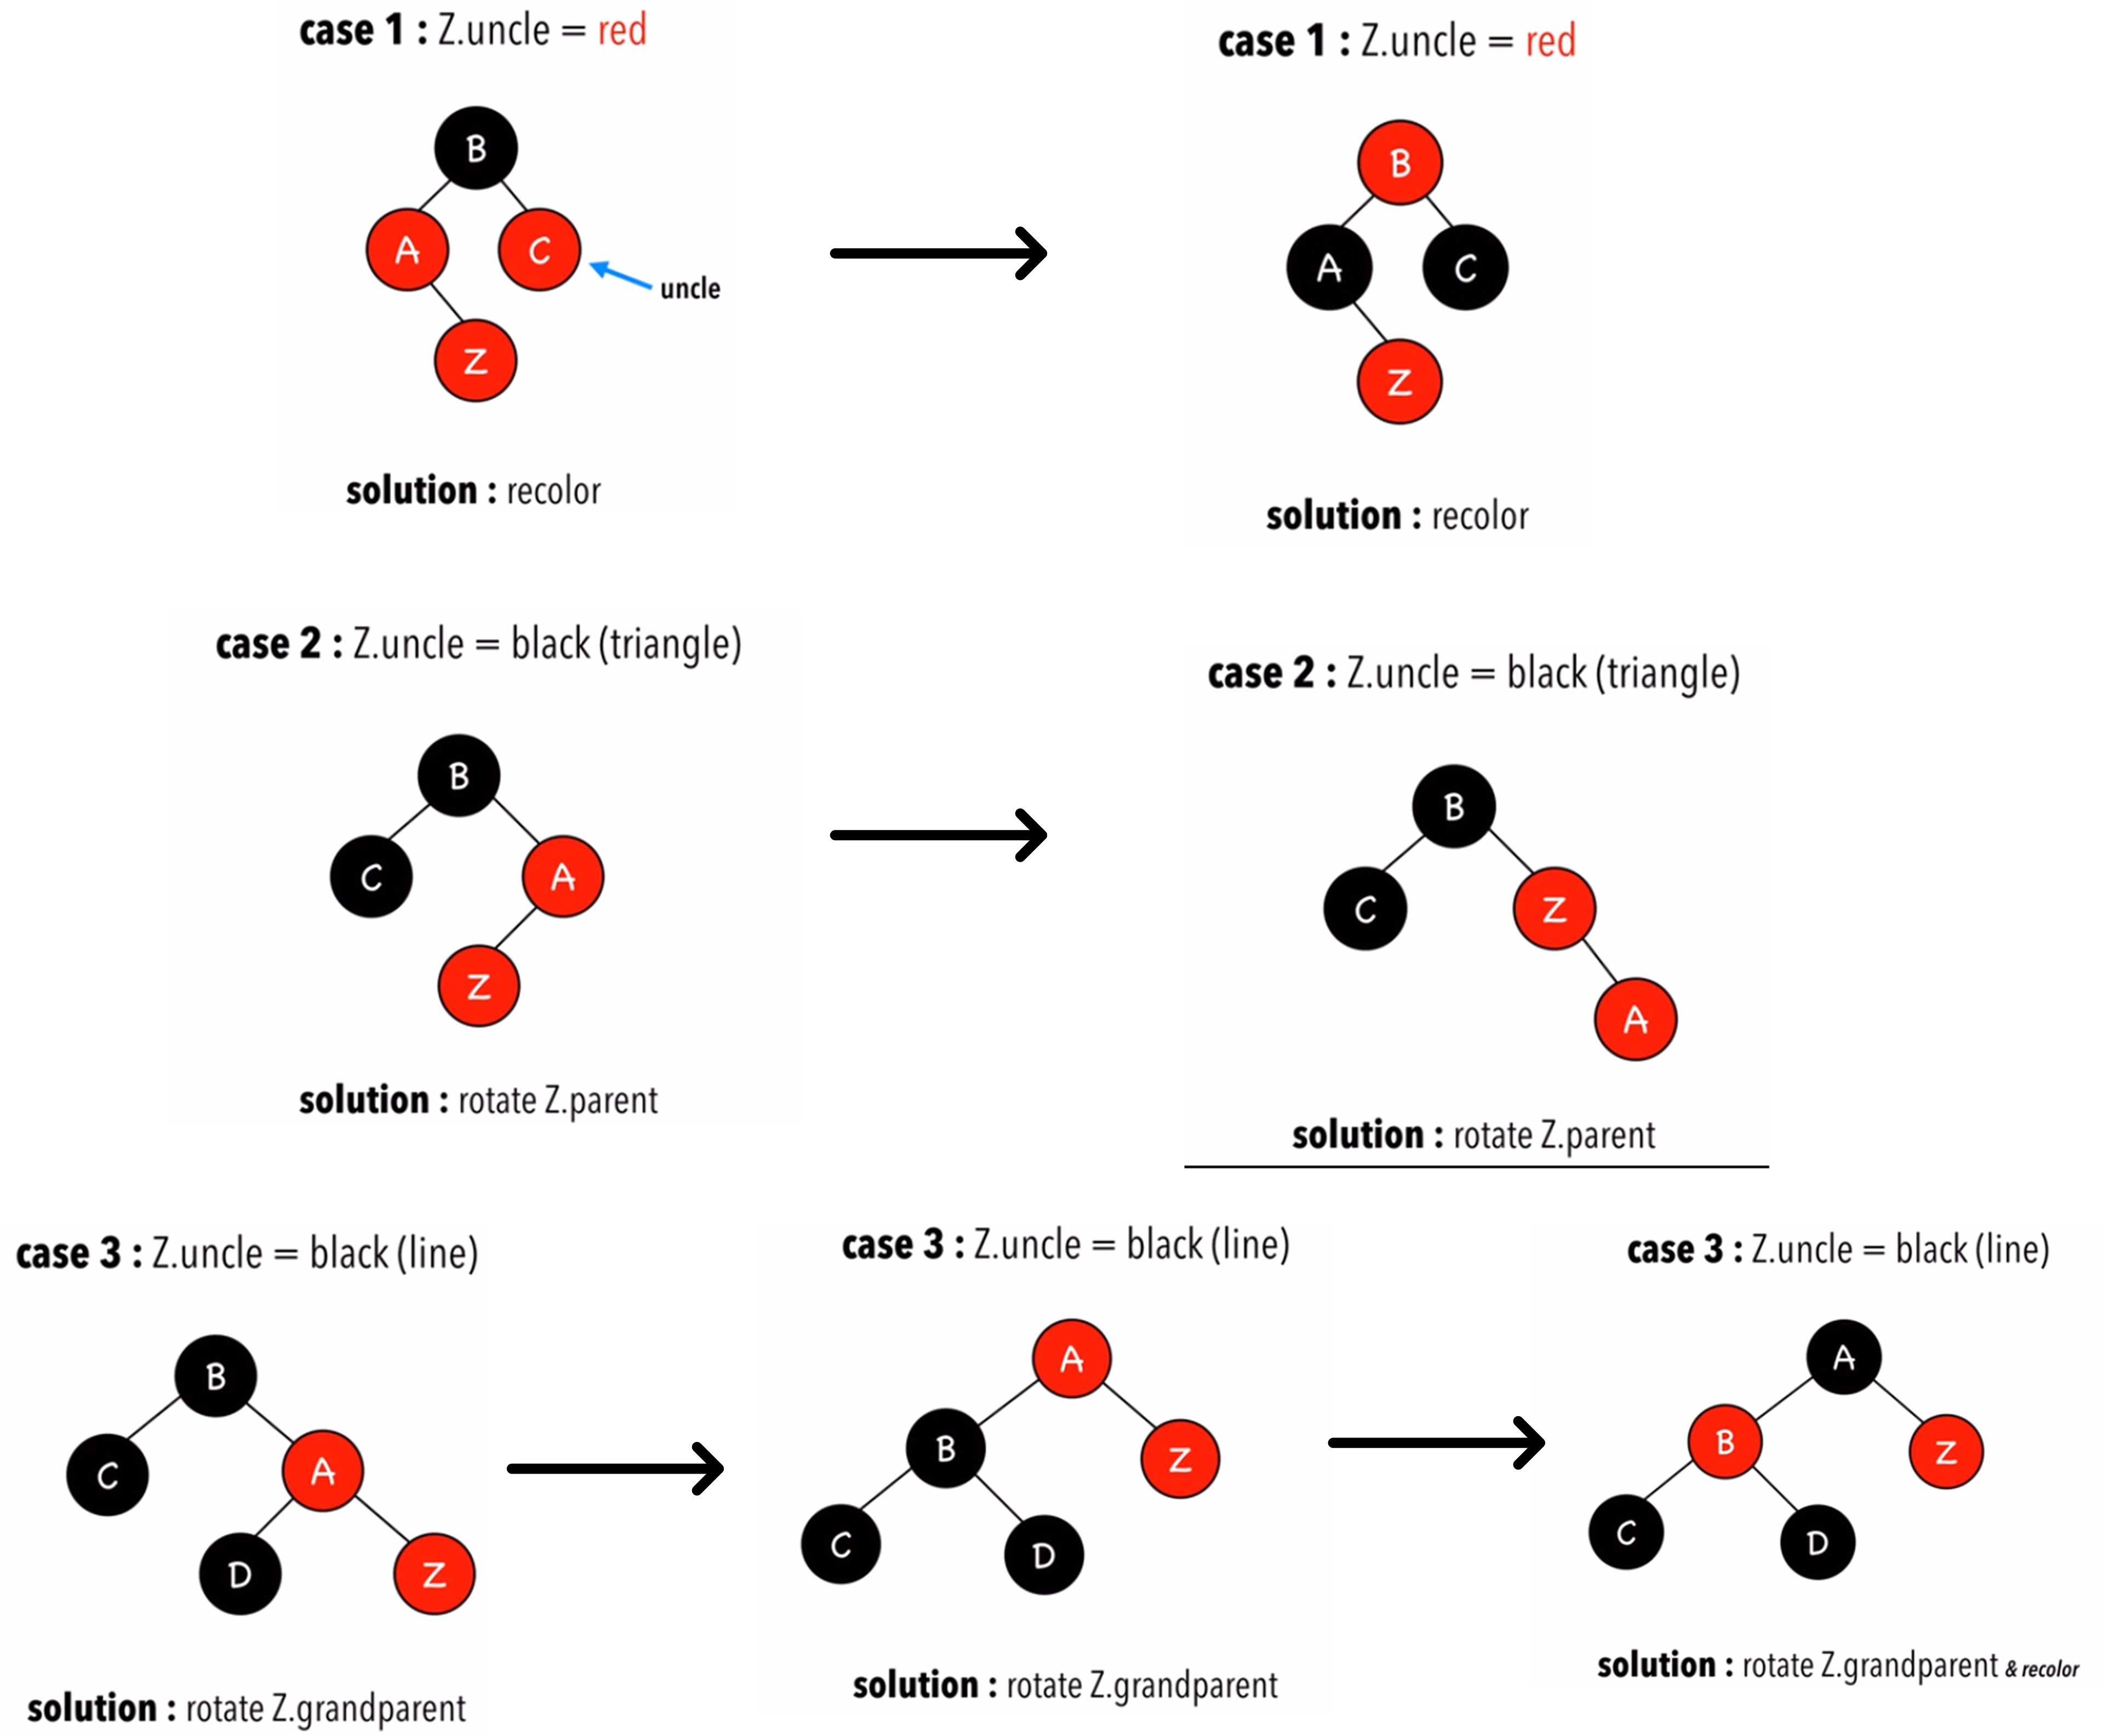 case 1 : Z.uncle = red
B
A
C
uncle
Z
solution : recolor
case 1 : Z.uncle = red
B
A
C
Z
solution : recolor
case 2 : Z.uncle = black (triangle)
B
C
A
Z
solution : rotate Z.parent
case 2 : Z.uncle = black (triangle)
B
C
Z
A
solution : rotate Z.parent
case 3 : Z.uncle = black (line)
B
C
A
D
Z
solution : rotate Z.grandparent
case 3 : Z.uncle = black (line)
A
B
Z
C
D
solution : rotate Z.grandparent
case 3 : Z.uncle = black (line)
A
B
Z
C
D
solution : rotate Z.grandparent & recolor